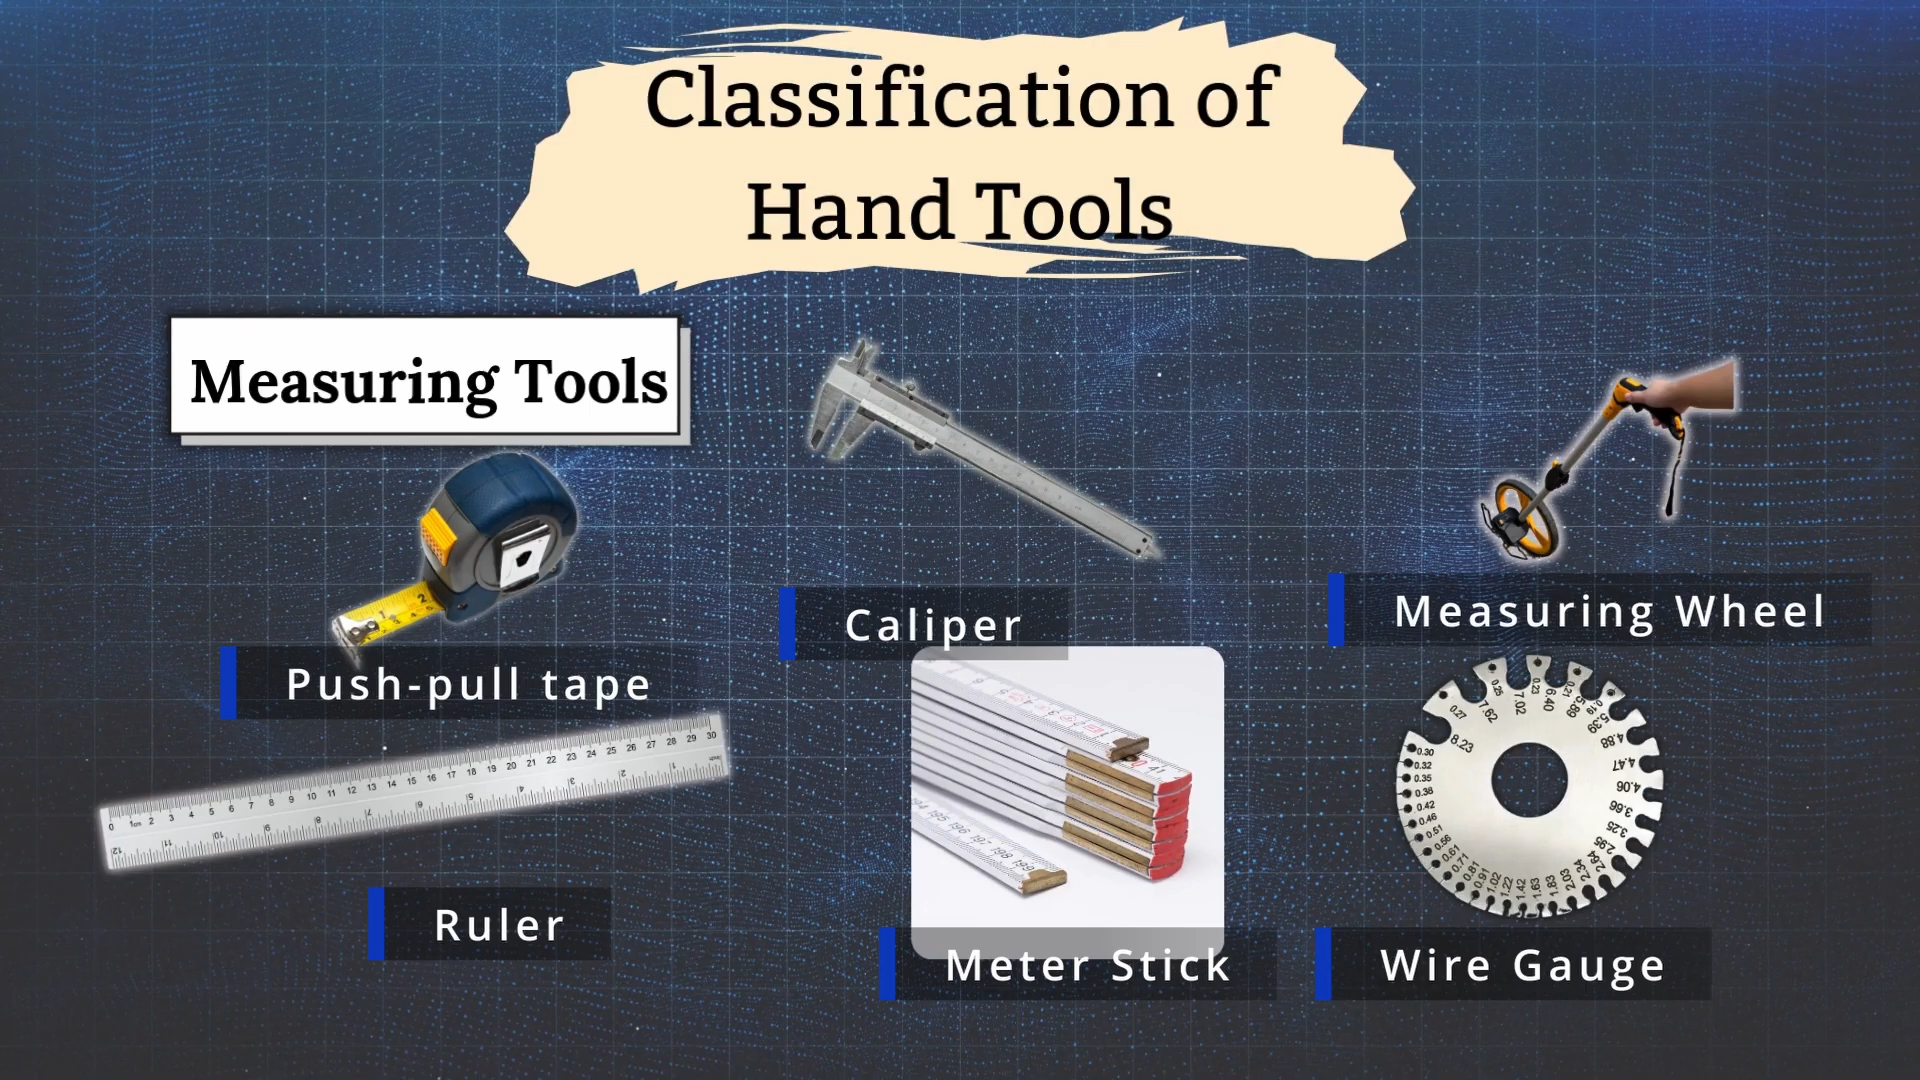 Classification of
Hand Tools
Measuring Tools
Caliper
Measuring Wheel
Push-pull tape
Ruler
Meter Stick
Wire Gauge